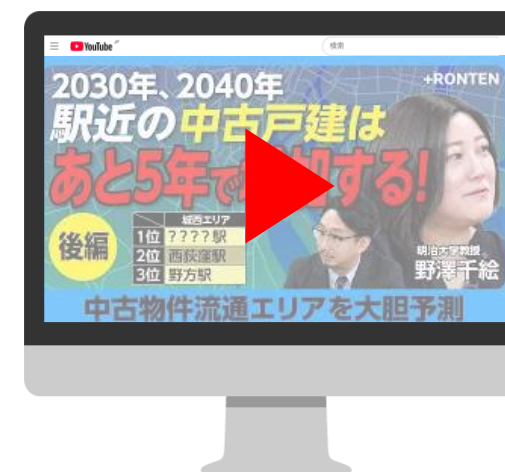 YouTube JP
検索
+RONTEN
2030年、2040年
駅近の中古戸建は
あと5年で 加する!
後編
城西エリア
1位 ????駅
2位 西荻窪駅
3位 野方駅
明治大学教授
野澤千絵
中古物件流通エリアを大胆予測